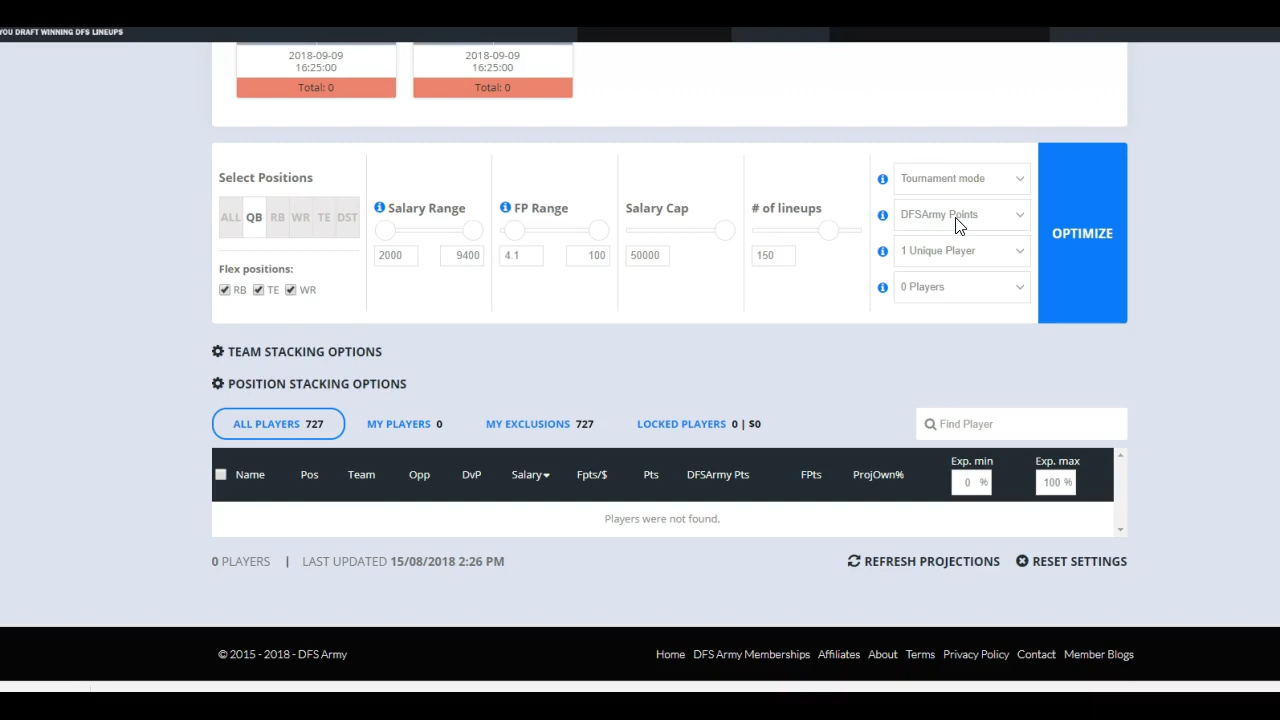 YOU DRAFT WINNING DFS LINEUPS
2018-09-09
16:25:00
Total: 0
2018-09-09
16:25:00
Total: 0
Select Positions
ALL QB RB WR TE DST
Flex positions:
RB TE WR
Salary Range
2000 9400
FP Range
4.1 100
Salary Cap
50000
# of lineups
150
Tournament mode
DFSArmy Points
1 Unique Player
0 Players
OPTIMIZE
TEAM STACKING OPTIONS
POSITION STACKING OPTIONS
ALL PLAYERS 727 MY PLAYERS 0 MY EXCLUSIONS 727 LOCKED PLAYERS 0 | $0 Find Player
Name Pos Team Opp DvP Salary Fpts/$ Pts DFSArmy Pts FPts ProjOwn% Exp. min Exp. max
0 % 100 %
Players were not found.
0 PLAYERS | LAST UPDATED 15/08/2018 2:26 PM REFRESH PROJECTIONS RESET SETTINGS
© 2015 - 2018 - DFS Army Home DFS Army Memberships Affiliates About Terms Privacy Policy Contact Member Blogs